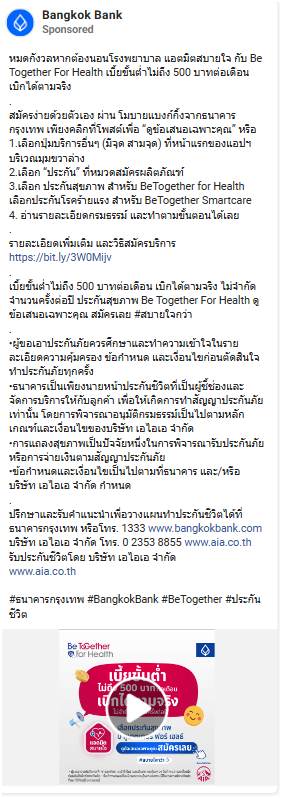 Bangkok Bank
Sponsored
หมดกังวลหากต้องนอนโรงพยาบาล แอตมิตสบายใจ กับ Be
Together For Health เบี้ยขั้นต่ำไม่ถึง 500 บาทต่อเดือน
เบิกได้ตามจริง
.
สมัครง่ายด้วยตัวเอง ผ่าน โมบายแบงก์กิ้งจากธนาคาร
กรุงเทพ เพียงคลิกที่โพสต์เพื่อ "ดูข้อเสนอเฉพาะคุณ" หรือ
1.เลือกปุ่มบริการอื่นๆ (มีจุด สามจุด) ที่หน้าแรกของแอปฯ
บริเวณมุมขวาล่าง
2.เลือก "ประกัน" ที่หมวดสมัครผลิตภัณฑ์
3.เลือก ประกันสุขภาพ สำหรับ BeTogether for Health
เลือกประกันโรคร้ายแรง สำหรับ BeTogether Smartcare
4. อ่านรายละเอียดกรมธรรม์ และทำตามขั้นตอนได้เลย
.
รายละเอียดเพิ่มเติม และวิธีสมัครบริการ
https://bit.ly/3W0Mijv
.
เบี้ยขั้นต่ำไม่ถึง 500 บาทต่อเดือน เบิกได้ตามจริง ไม่จำกัด
จำนวนครั้งต่อปี ประกันสุขภาพ Be Together For Health ดู
ข้อเสนอเฉพาะคุณ สมัครเลย #สบายใจกว่า
.
•ผู้ขอเอาประกันภัยควรศึกษาและทำความเข้าใจในราย
ละเอียดความคุ้มครอง ข้อกำหนด และเงื่อนไขก่อนตัดสินใจ
ทำประกันภัยทุกครั้ง
•ธนาคารเป็นเพียงนายหน้าประกันชีวิตที่เป็นผู้ชี้ช่องและ
จัดการบริการให้กับลูกค้า เพื่อให้เกิดการทำสัญญาประกันภัย
เท่านั้น โดยการพิจารณาอนุมัติกรมธรรม์เป็นไปตามหลัก
เกณฑ์และเงื่อนไขของบริษัท เอไอเอ จำกัด
•การแถลงสุขภาพเป็นปัจจัยหนึ่งในการพิจารณารับประกันภัย
หรือการจ่ายเงินตามสัญญาประกันภัย
•ข้อกำหนดและเงื่อนไขเป็นไปตามที่ธนาคาร และ/หรือ
บริษัท เอไอเอ จำกัด กำหนด
.
ปรึกษาและรับคำแนะนำเพื่อวางแผนทำประกันชีวิตได้ที่
ธนาคารกรุงเทพ หรือโทร. 1333 www.bangkokbank.com
บริษัท เอไอเอ จำกัด โทร. 0 2353 8855 www.aia.co.th
รับประกันชีวิตโดย บริษัท เอไอเอ จำกัด
www.aia.co.th
.
#ธนาคารกรุงเทพ #BangkokBank #BeTogether #ประกัน
ชีวิต
BeTogether
for Health
เบี้ยขั้นต่ำ
ไม่ถึง 500 บาท
เบิกได้ตามจริง
สมัครเลย
#สบายใจกว่า
AIA